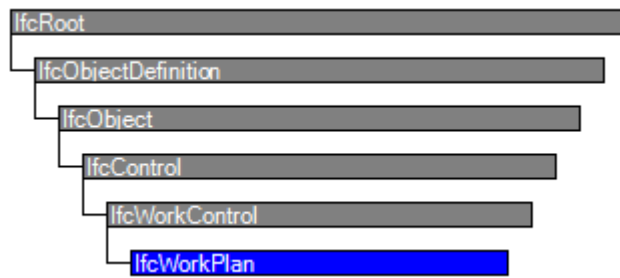 IfcRoot
IfcObjectDefinition
IfcObject
IfcControl
IfcWorkControl
IfcWorkPlan